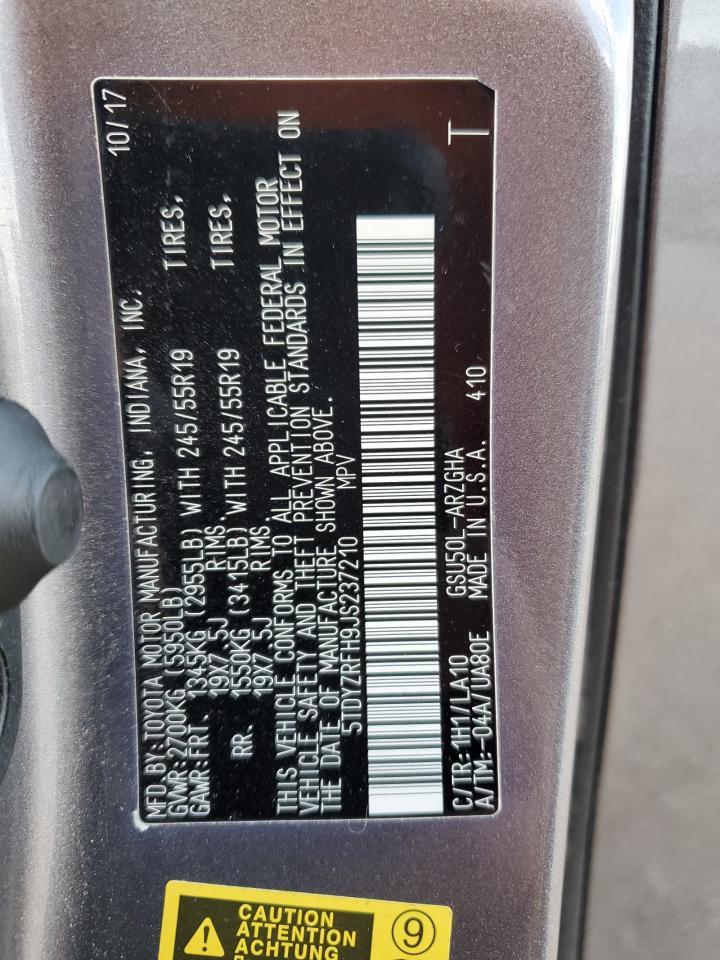 MFD.BY:TOYOTA MOTOR MANUFACTURING, INDIANA, INC. 10/17
GVWR:2700KG (5950LB)
GAWR:FRT. 1345KG (2955LB) WITH 245/55R19 TIRES,
19X7.5J RIMS.
RR. 1550KG (3415LB) WITH 245/55R19 TIRES,
19X7.5J RIMS.
THIS VEHICLE CONFORMS TO ALL APPLICABLE FEDERAL MOTOR
VEHICLE SAFETY AND THEFT PREVENTION STANDARDS IN EFFECT ON
THE DATE OF MANUFACTURE SHOWN ABOVE.
5TDYZRFH9JS237210 MPV
C/TR:1H1/LA10 GSU50L-ARZGHA
A/TM:-04A/UA80E MADE IN U.S.A. 410 T
CAUTION
ATTENTION
ACHTUNG
9